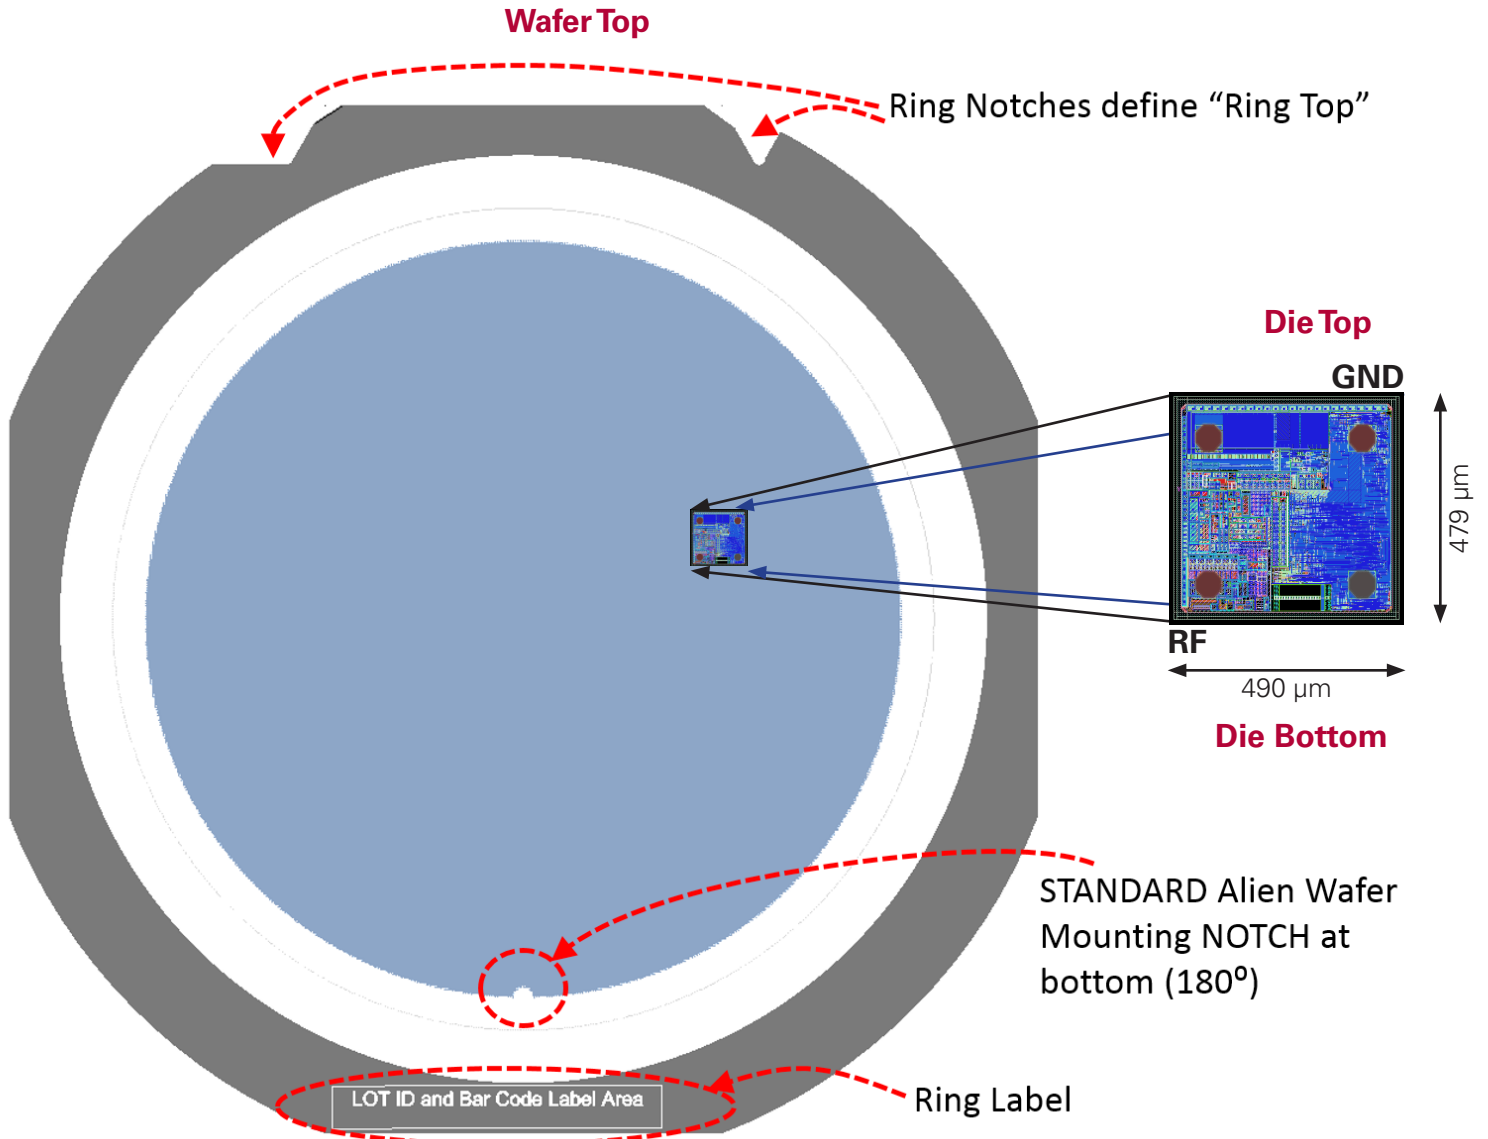 Wafer Top
Ring Notches define “Ring Top”
Die Top
GND
479 µm
RF
490 µm
Die Bottom
STANDARD Alien Wafer
Mounting NOTCH at
bottom (180⁰)
LOT ID and Bar Code Label Area
Ring Label